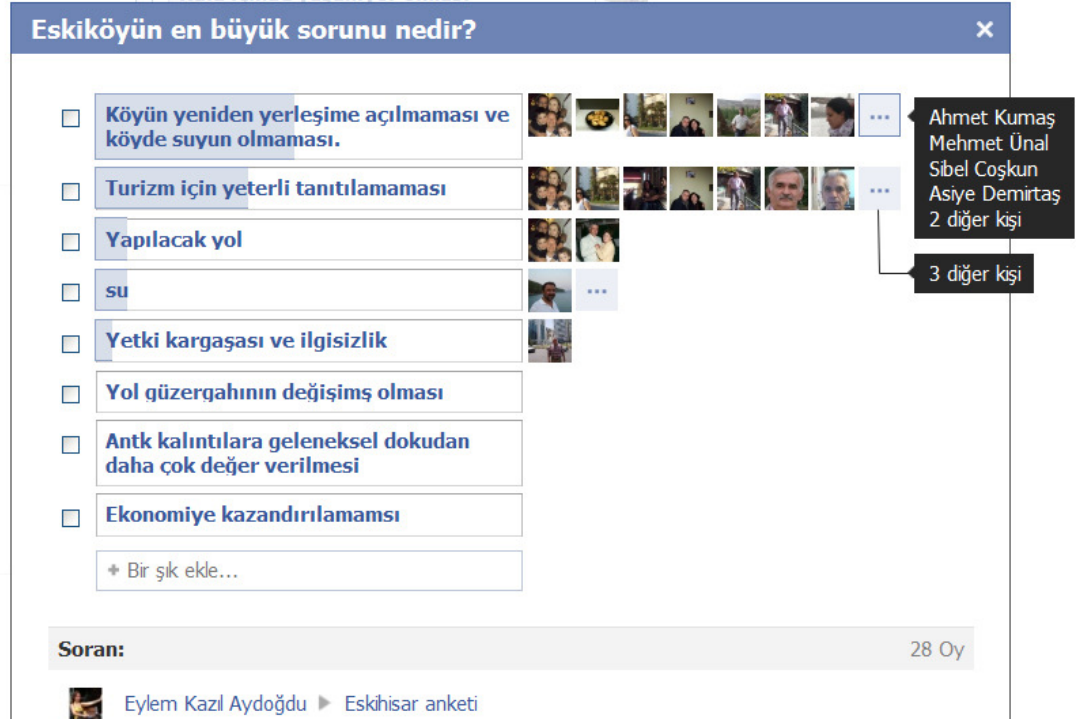 Eskiköyün en büyük sorunu nedir?
Köyün yeniden yerleşime açılmaması ve
köyde suyun olmaması.
Ahmet Kumaş
Mehmet Ünal
Sibel Coşkun
Asiye Demirtaş
2 diğer kişi
Turizm için yeterli tanıtılamaması
3 diğer kişi
Yapılacak yol
su
Yetki kargaşası ve ilgisizlik
Yol güzergahının değişimş olması
Antk kalıntılara geleneksel dokudan
daha çok değer verilmesi
Ekonomiye kazandırılamamsı
+ Bir şık ekle...
Soran: 28 Oy
Eylem Kazıl Aydoğdu ▶ Eskihisar anketi